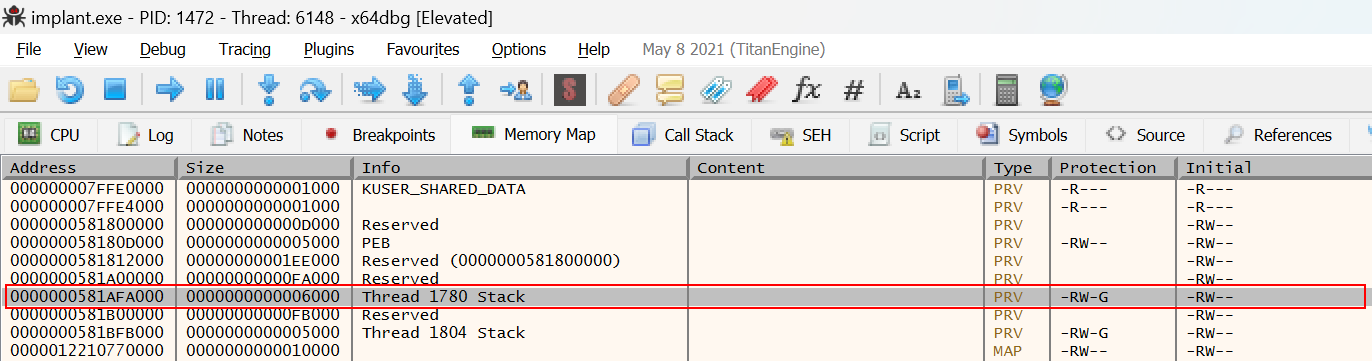 implant.exe - PID: 1472 - Thread: 6148 - x64dbg [Elevated]
File View Debug Tracing Plugins Favourites Options Help May 8 2021 (TitanEngine)
CPU Log Notes Breakpoints Memory Map Call Stack SEH Script Symbols Source References
Address Size Info Content Type Protection Initial
000000007FFE0000 0000000000001000 KUSER_SHARED_DATA PRV -R--- -R---
000000007FFE4000 0000000000001000 PRV -R--- -R---
0000000581800000 000000000000D000 Reserved PRV -RW--
000000058180D000 0000000000005000 PEB PRV -RW-- -RW--
0000000581812000 00000000001EE000 Reserved (0000000581800000) PRV -RW--
0000000581A00000 00000000000FA000 Reserved PRV -RW--
0000000581AFA000 0000000000006000 Thread 1780 Stack PRV -RW-G -RW--
0000000581B00000 00000000000FB000 Reserved PRV -RW--
0000000581BFB000 0000000000005000 Thread 1804 Stack PRV -RW-G -RW--
0000012210770000 0000000000010000 MAP -RW-- -RW--